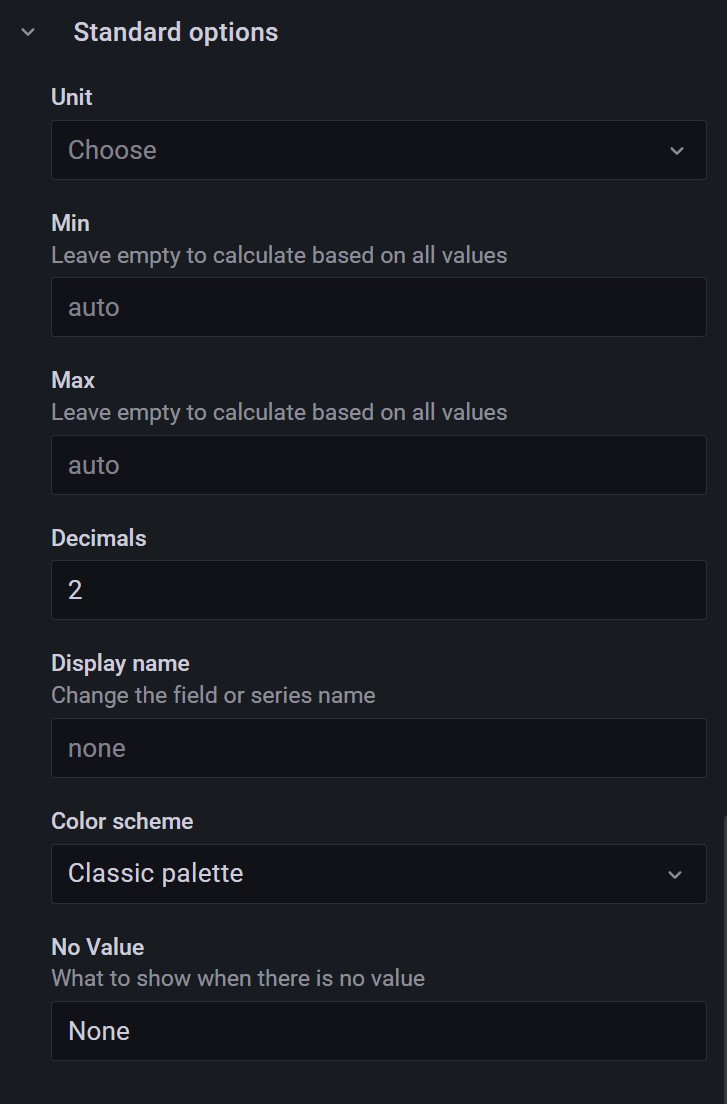 Standard options
Unit
Choose
Min
Leave empty to calculate based on all values
auto
Max
Leave empty to calculate based on all values
auto
Decimals
2
Display name
Change the field or series name
none
Color scheme
Classic palette
No Value
What to show when there is no value
None